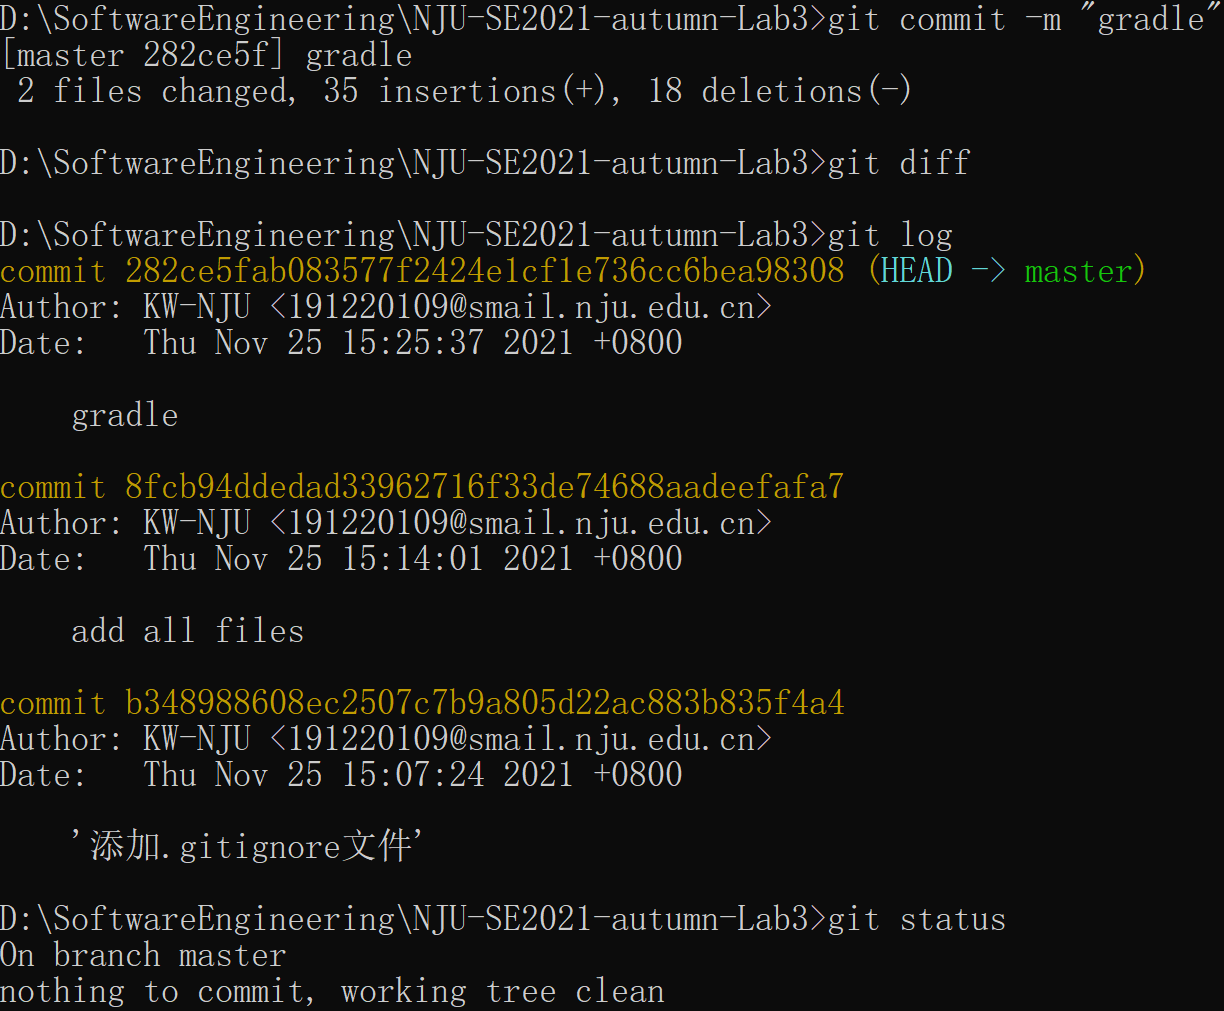 D:\SoftwareEngineering\NJU-SE2021-autumn-Lab3>git commit -m "gradle"
[master 282ce5f] gradle
 2 files changed, 35 insertions(+), 18 deletions(-)
D:\SoftwareEngineering\NJU-SE2021-autumn-Lab3>git diff
D:\SoftwareEngineering\NJU-SE2021-autumn-Lab3>git log
commit 282ce5fab083577f2424e1cf1e736cc6bea98308 (HEAD -> master)
Author: KW-NJU <191220109@smail.nju.edu.cn>
Date:   Thu Nov 25 15:25:37 2021 +0800
    gradle
commit 8fcb94ddedad33962716f33de74688aadeefafa7
Author: KW-NJU <191220109@smail.nju.edu.cn>
Date:   Thu Nov 25 15:14:01 2021 +0800
    add all files
commit b348988608ec2507c7b9a805d22ac883b835f4a4
Author: KW-NJU <191220109@smail.nju.edu.cn>
Date:   Thu Nov 25 15:07:24 2021 +0800
    '添加.gitignore文件'
D:\SoftwareEngineering\NJU-SE2021-autumn-Lab3>git status
On branch master
nothing to commit, working tree clean